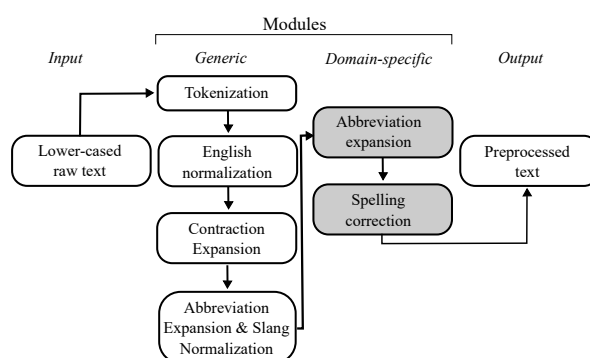 Modules
Input
Generic
Domain-specific
Output
Lower-cased
raw text
Tokenization
English
normalization
Contraction
Expansion
Abbreviation
Expansion & Slang
Normalization
Abbreviation
expansion
Spelling
correction
Preprocessed
text